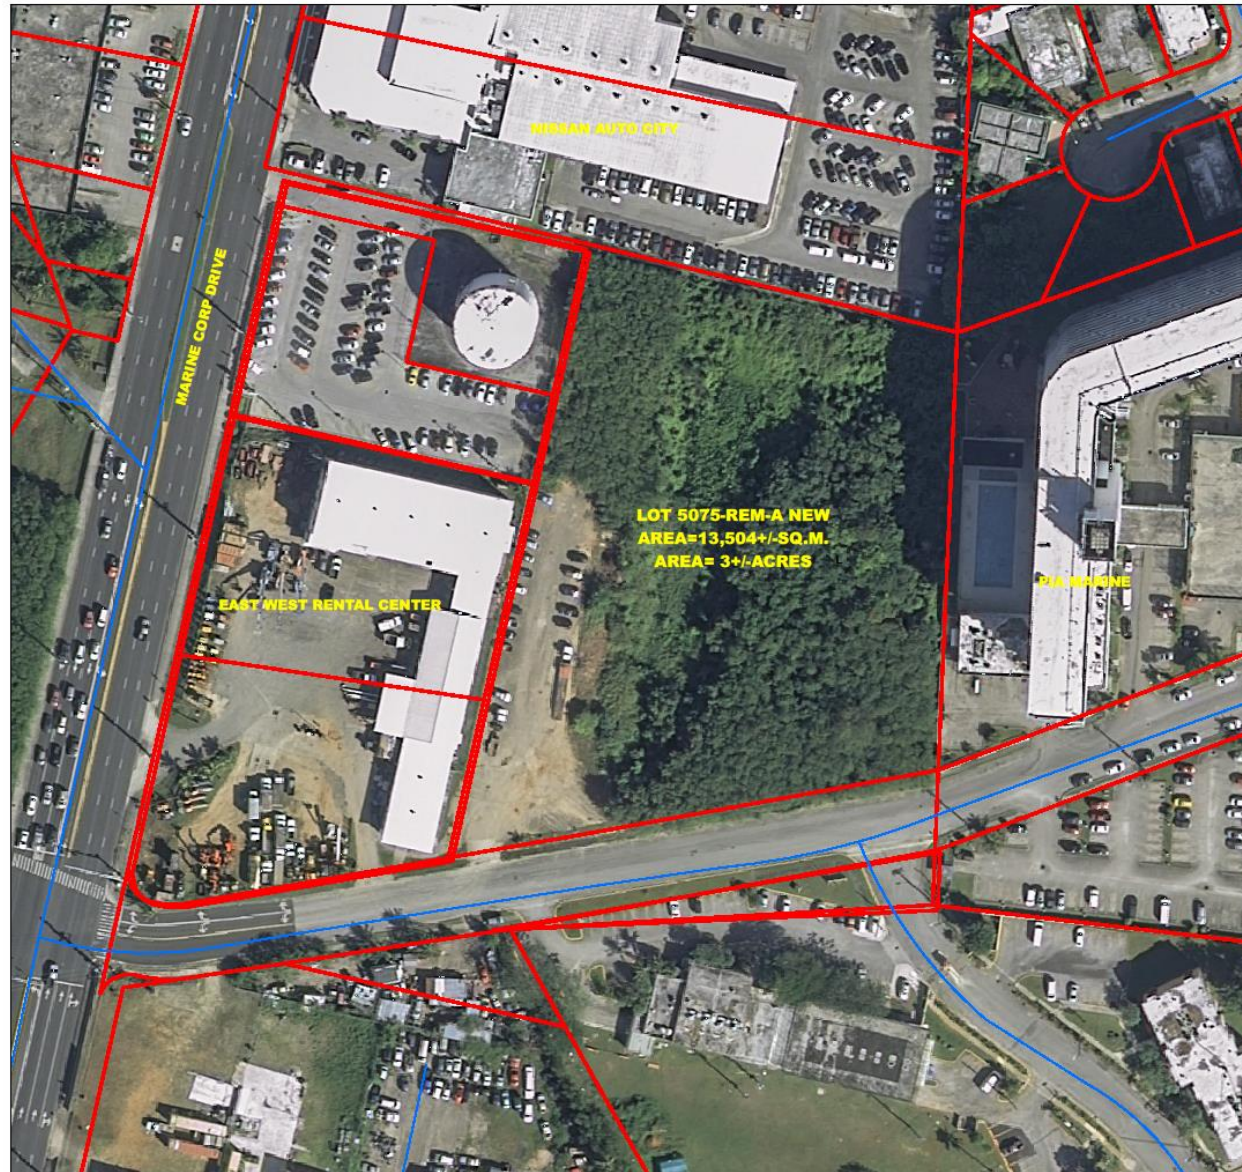 NISSAN AUTO CITY
MARINE CORP DRIVE
LOT 5075-REM-A NEW
AREA=13,504+/-SQ.M.
AREA= 3+/-ACRES
PIA MARINE
EAST WEST RENTAL CENTER